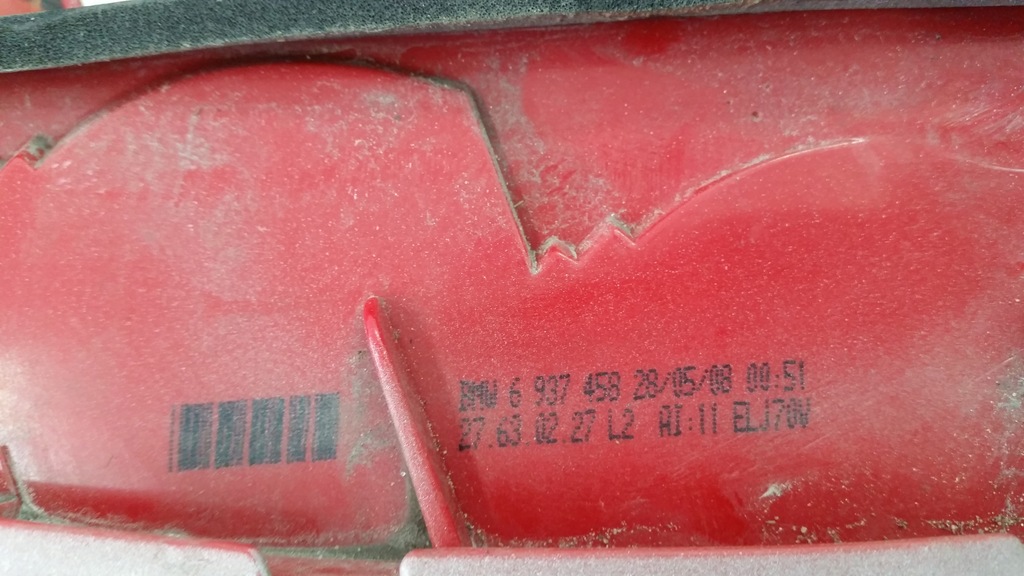 BMW 6 937 458 28/05/08 00:51
27.63 02 27 L2 AI:11 ELJ70V